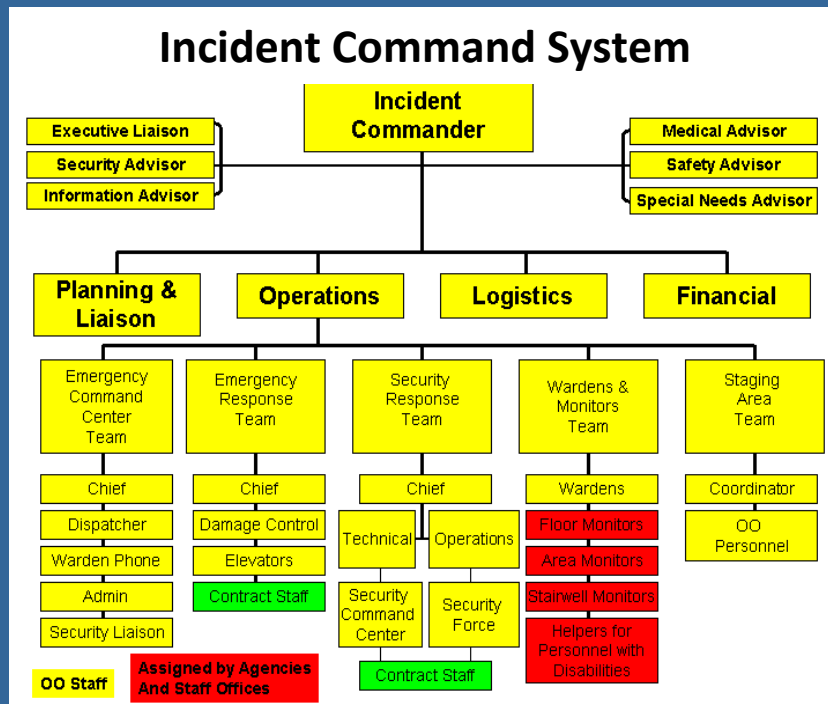 Incident Command System
Incident
Commander
Executive Liaison
Security Advisor
Information Advisor
Medical Advisor
Safety Advisor
Special Needs Advisor
Planning &
Liaison
Operations
Logistics
Financial
Emergency
Command
Center
Team
Chief
Dispatcher
Warden Phone
Admin
Security Liaison
Emergency
Response
Team
Chief
Damage Control
Elevators
Contract Staff
Security
Response
Team
Chief
Technical
Operations
Security
Command
Center
Security
Force
Contract Staff
Wardens &
Monitors
Team
Wardens
Floor Monitors
Area Monitors
Stairwell Monitors
Helpers for
Personnel with
Disabilities
Staging
Area
Team
Coordinator
OO
Personnel
OO Staff
Assigned by Agencies
And Staff Offices